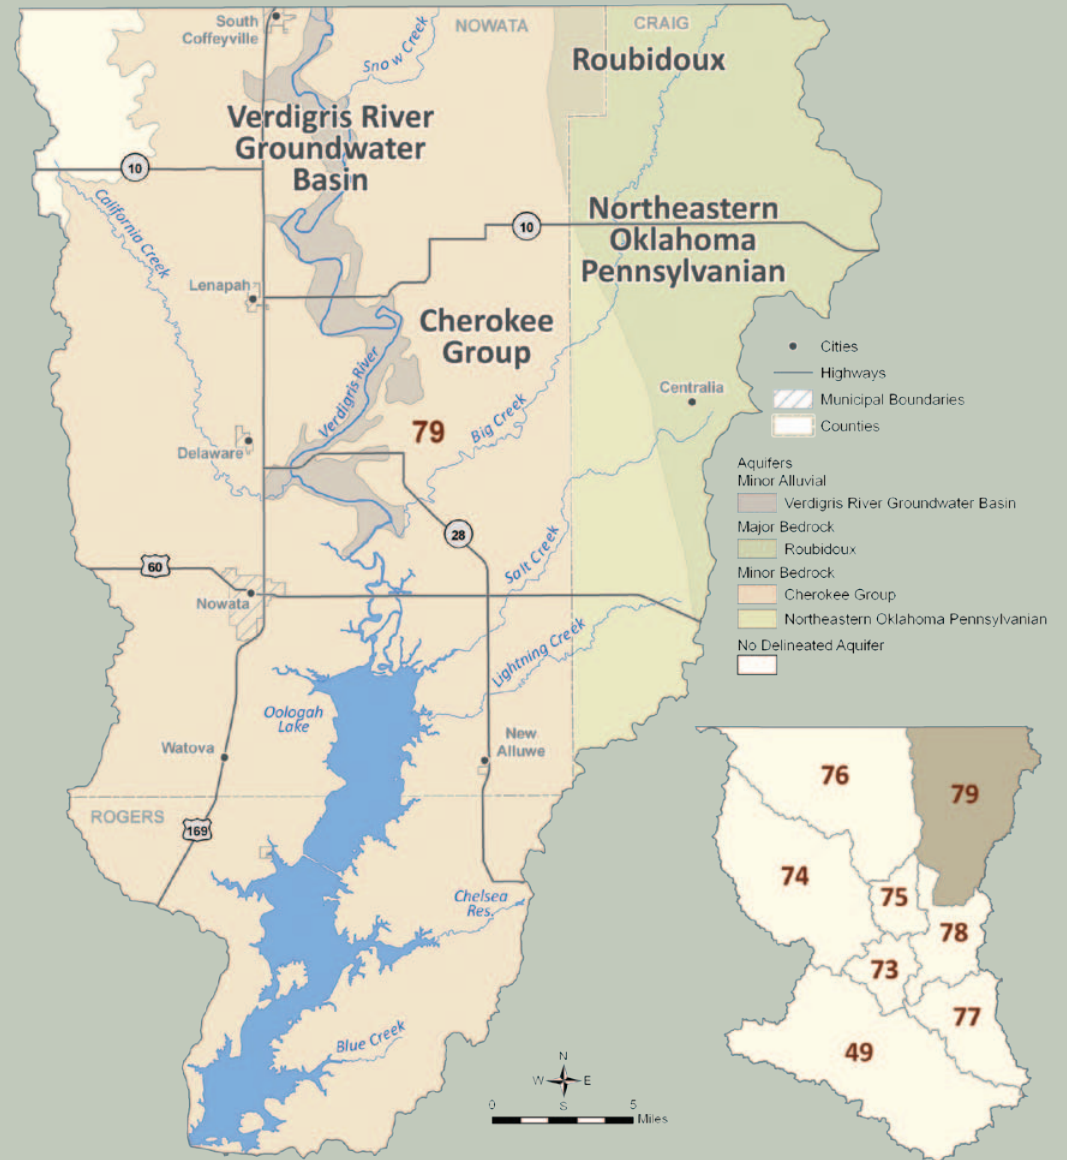 South
Coffeyville
Snow Creek
NOWATA
CRAIG
Roubidoux
Verdigris River
Groundwater
Basin
10
California Creek
10
Northeastern
Oklahoma
Pennsylvanian
Lenapah
Cherokee
Group
Verdigris River
79
Big Creek
Centralia
Delaware
28
60
Nowata
Salt Creek
Lightning Creek
Oologah
Lake
Watova
New
Alluwe
ROGERS
169
Chelsea
Res.
Blue Creek
Cities
Highways
Municipal Boundaries
Counties
Aquifers
Minor Alluvial
Verdigris River Groundwater Basin
Major Bedrock
Roubidoux
Minor Bedrock
Cherokee Group
Northeastern Oklahoma Pennsylvanian
No Delineated Aquifer
76
79
74
75
78
73
77
49
N
W E
S
0 5
Miles